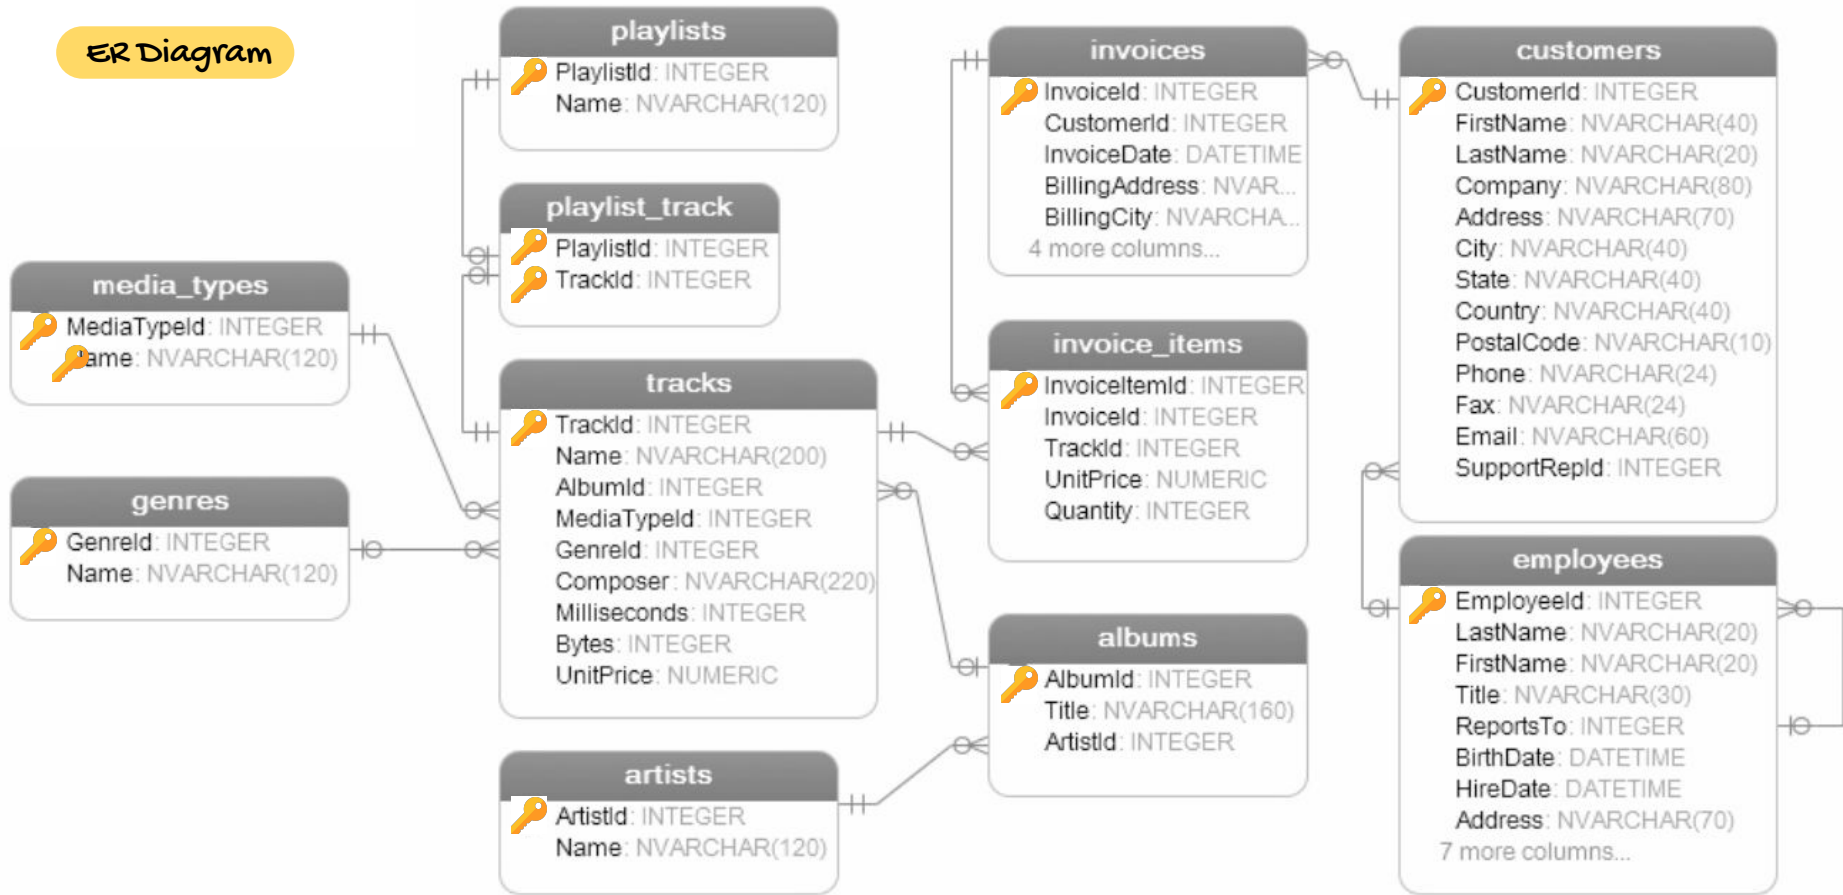 ER Diagram
playlists
PlaylistId: INTEGER
Name: NVARCHAR(120)
playlist_track
PlaylistId: INTEGER
TrackId: INTEGER
media_types
MediaTypeId: INTEGER
ame: NVARCHAR(120)
genres
GenreId: INTEGER
Name: NVARCHAR(120)
tracks
TrackId: INTEGER
Name: NVARCHAR(200)
AlbumId: INTEGER
MediaTypeId: INTEGER
GenreId: INTEGER
Composer: NVARCHAR(220)
Milliseconds: INTEGER
Bytes: INTEGER
UnitPrice: NUMERIC
artists
ArtistId: INTEGER
Name: NVARCHAR(120)
invoices
InvoiceId: INTEGER
CustomerId: INTEGER
InvoiceDate: DATETIME
BillingAddress: NVAR...
BillingCity: NVARCHA...
4 more columns...
invoice_items
InvoiceItemId: INTEGER
InvoiceId: INTEGER
TrackId: INTEGER
UnitPrice: NUMERIC
Quantity: INTEGER
albums
AlbumId: INTEGER
Title: NVARCHAR(160)
ArtistId: INTEGER
customers
CustomerId: INTEGER
FirstName: NVARCHAR(40)
LastName: NVARCHAR(20)
Company: NVARCHAR(80)
Address: NVARCHAR(70)
City: NVARCHAR(40)
State: NVARCHAR(40)
Country: NVARCHAR(40)
PostalCode: NVARCHAR(10)
Phone: NVARCHAR(24)
Fax: NVARCHAR(24)
Email: NVARCHAR(60)
SupportRepId: INTEGER
employees
EmployeeId: INTEGER
LastName: NVARCHAR(20)
FirstName: NVARCHAR(20)
Title: NVARCHAR(30)
ReportsTo: INTEGER
BirthDate: DATETIME
HireDate: DATETIME
Address: NVARCHAR(70)
7 more columns...